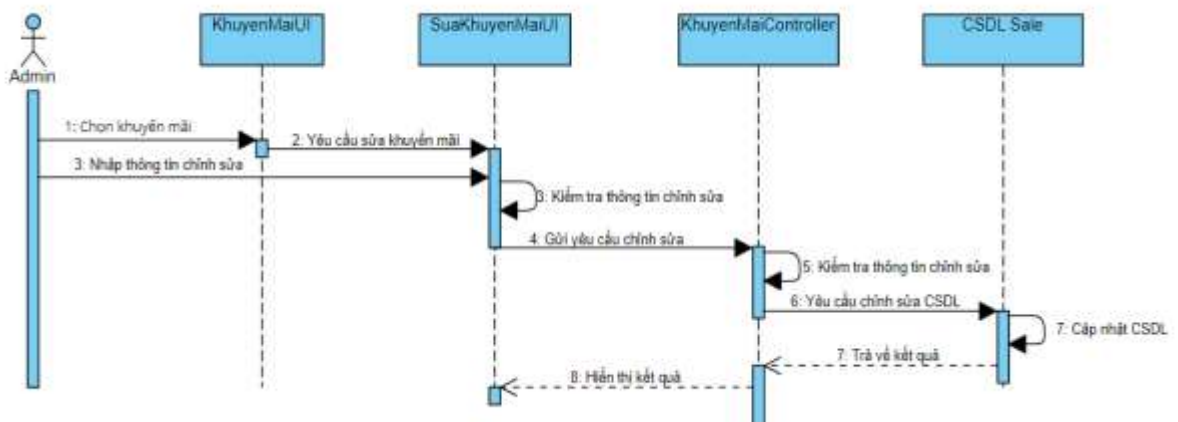 KhuyenMaiUI
SuaKhuyenMaiUI
KhuyenMaiController
CSDL Sale
Admin
1: Chọn khuyến mãi
2: Yêu cầu sửa khuyến mãi
3: Nhập thông tin chỉnh sửa
3: Kiểm tra thông tin chỉnh sửa
4: Gửi yêu cầu chỉnh sửa
5: Kiểm tra thông tin chỉnh sửa
6: Yêu cầu chỉnh sửa CSDL
7: Cập nhật CSDL
7: Trả về kết quả
8: Hiển thị kết quả